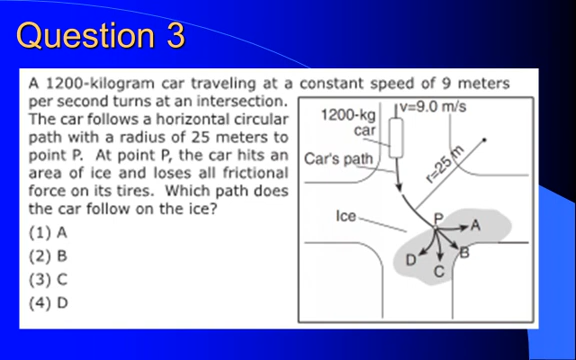 Question 3
A 1200-kilogram car traveling at a constant speed of 9 meters
per second turns at an intersection.
The car follows a horizontal circular
path with a radius of 25 meters to
point P. At point P, the car hits an
area of ice and loses all frictional
force on its tires. Which path does
the car follow on the ice?
(1) A
(2) B
(3) C
(4) D
1200-kg
car
v=9.0 m/s
Car's path
r=25 m
Ice
P
A
B
D
C